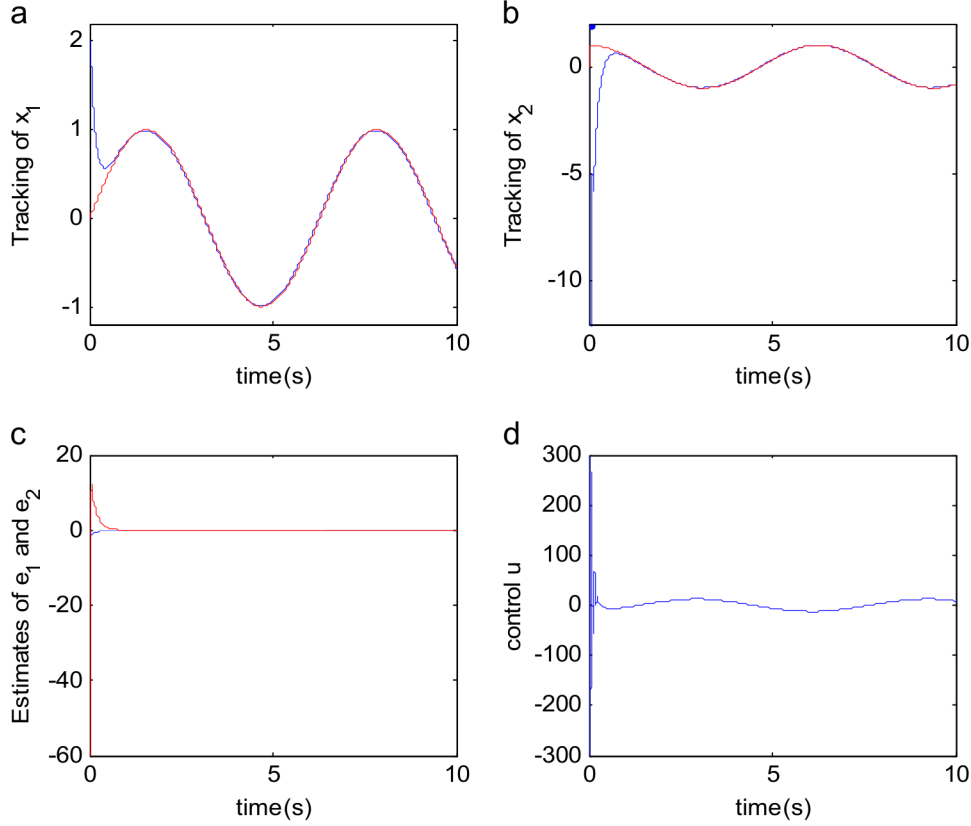 a
Tracking of x1
2
1
0
-1
0
5
10
time(s)
b
Tracking of x2
0
-5
-10
0
5
10
time(s)
c
Estimates of e1 and e2
20
0
-20
-40
-60
0
5
10
time(s)
d
control u
300
200
100
0
-100
-200
-300
0
5
10
time(s)